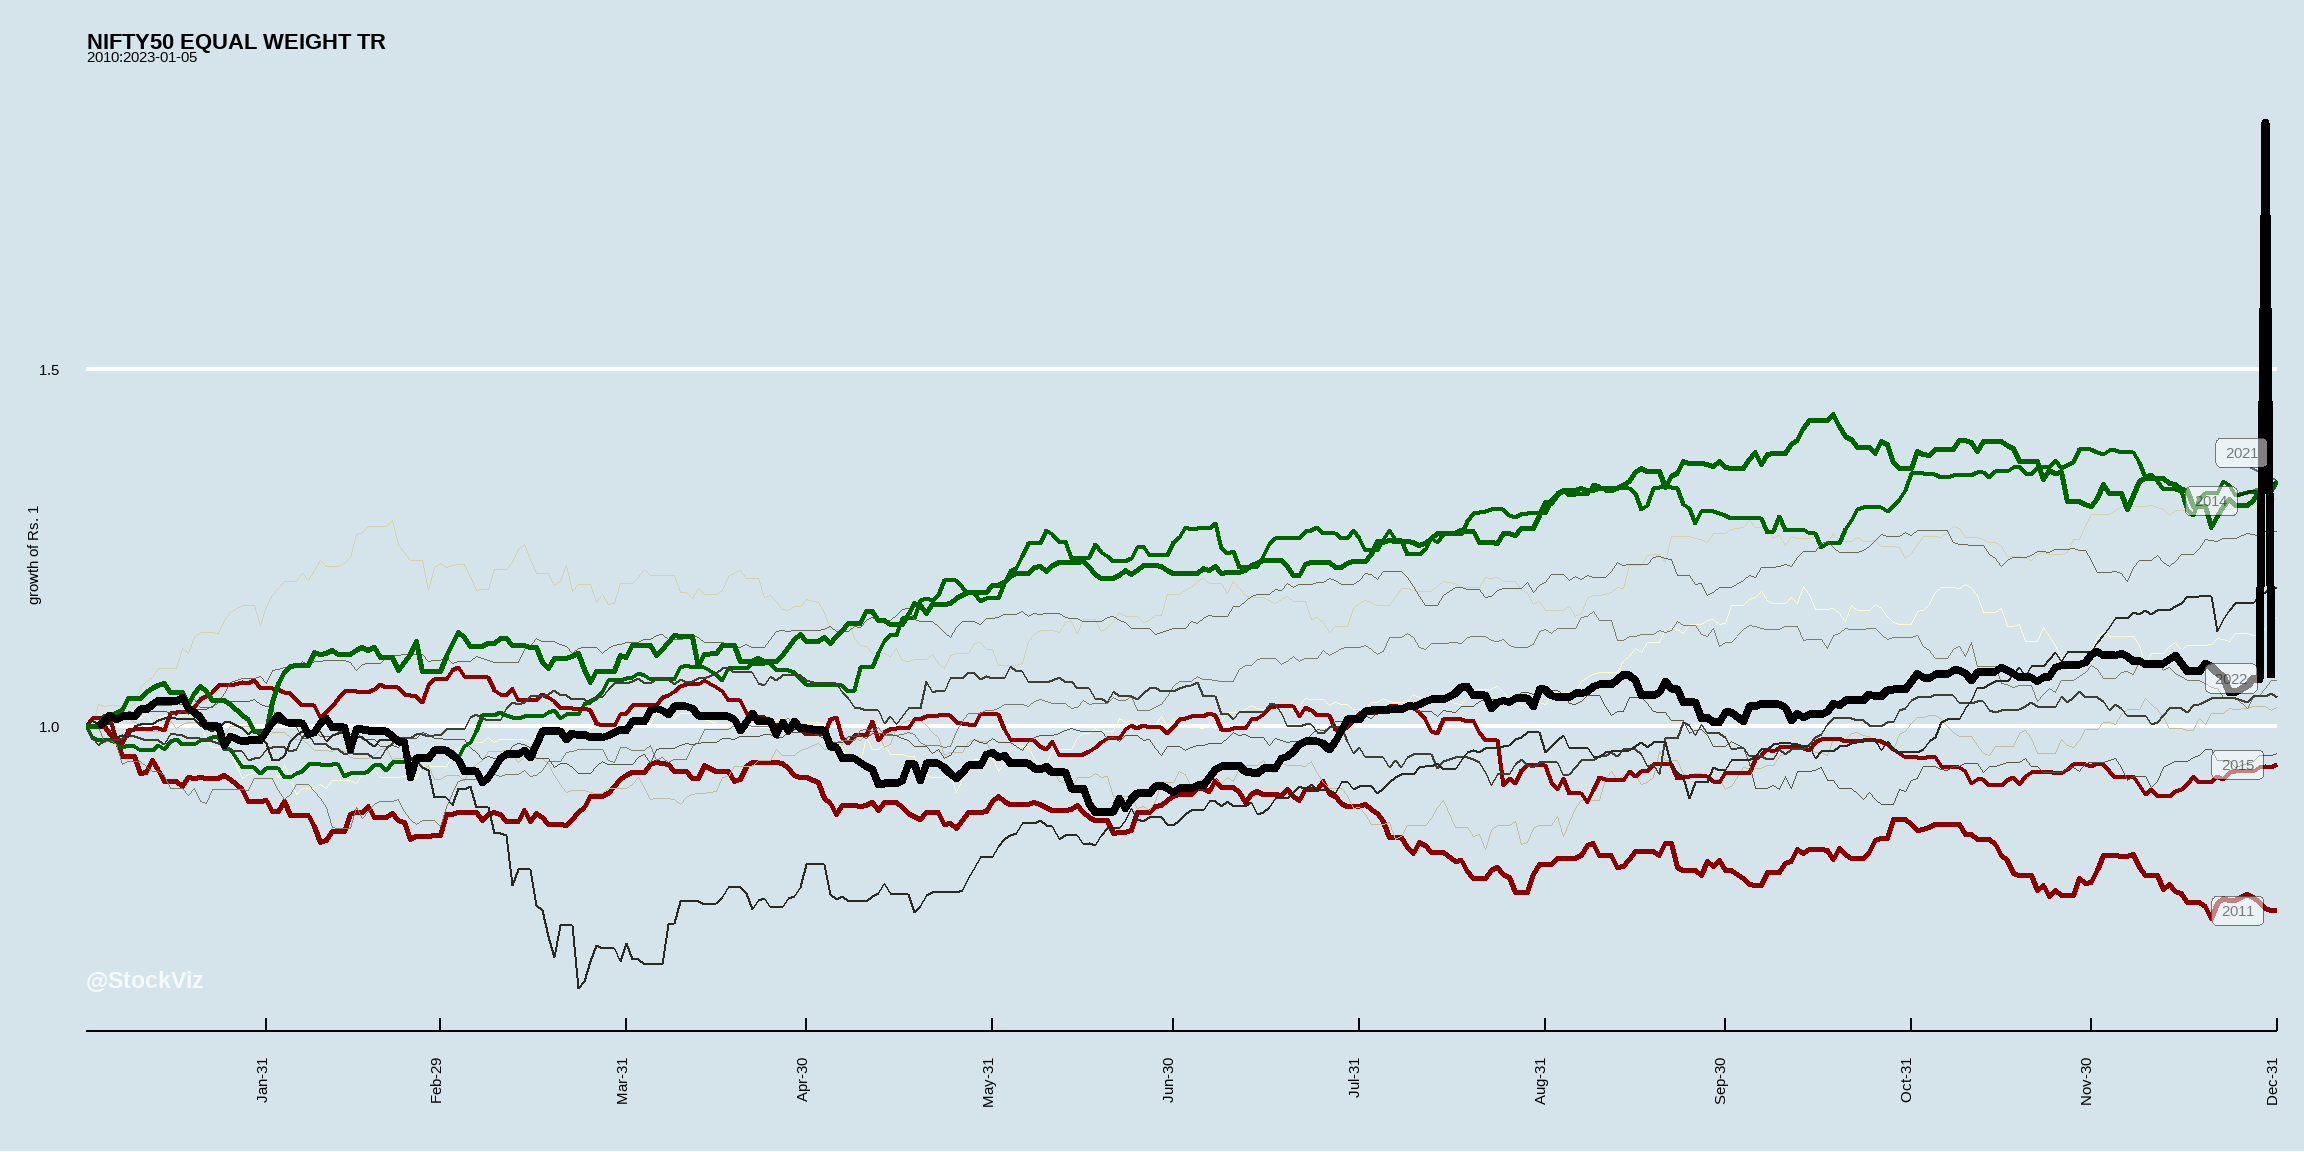 NIFTY50 EQUAL WEIGHT TR
2010:2023-01-05
growth of Rs. 1
1.5
1.0
2021
2014
2022
2015
2011
@StockViz
Jan-31
Feb-29
Mar-31
Apr-30
May-31
Jun-30
Jul-31
Aug-31
Sep-30
Oct-31
Nov-30
Dec-31